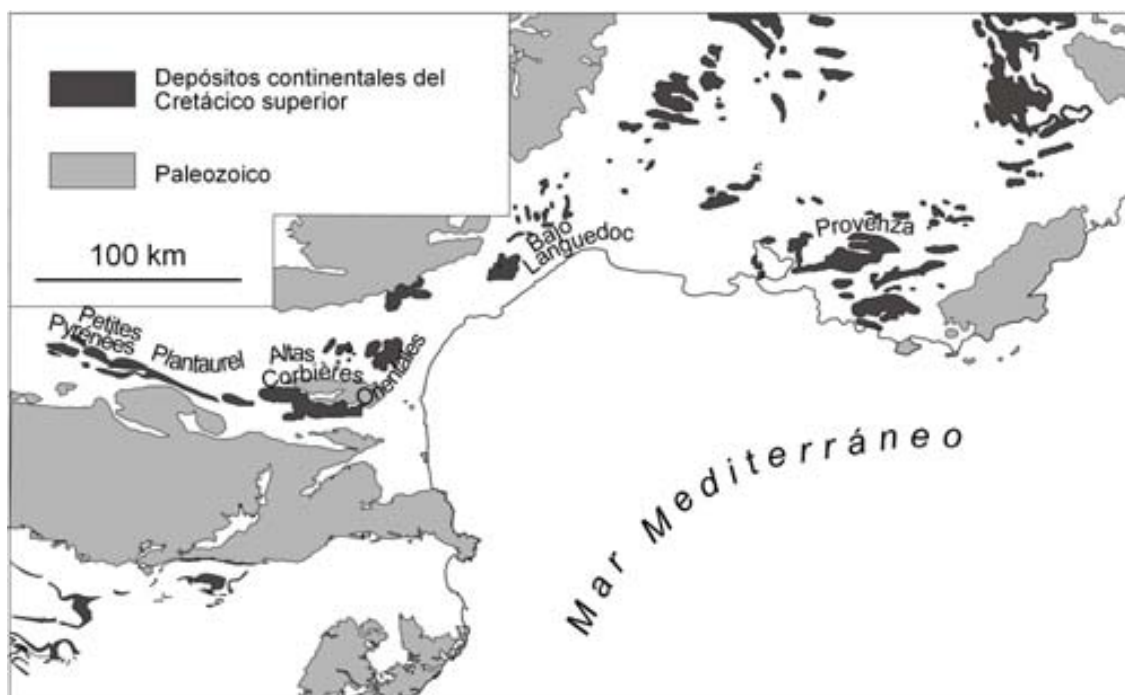 Depósitos continentales del
Cretácico superior
Paleozoico
100 km
Provenza
Bajo
Languedoc
Petites
Pyrénées
Plantaurel
Altas
Corbières
Orientales
Mar Mediterráneo